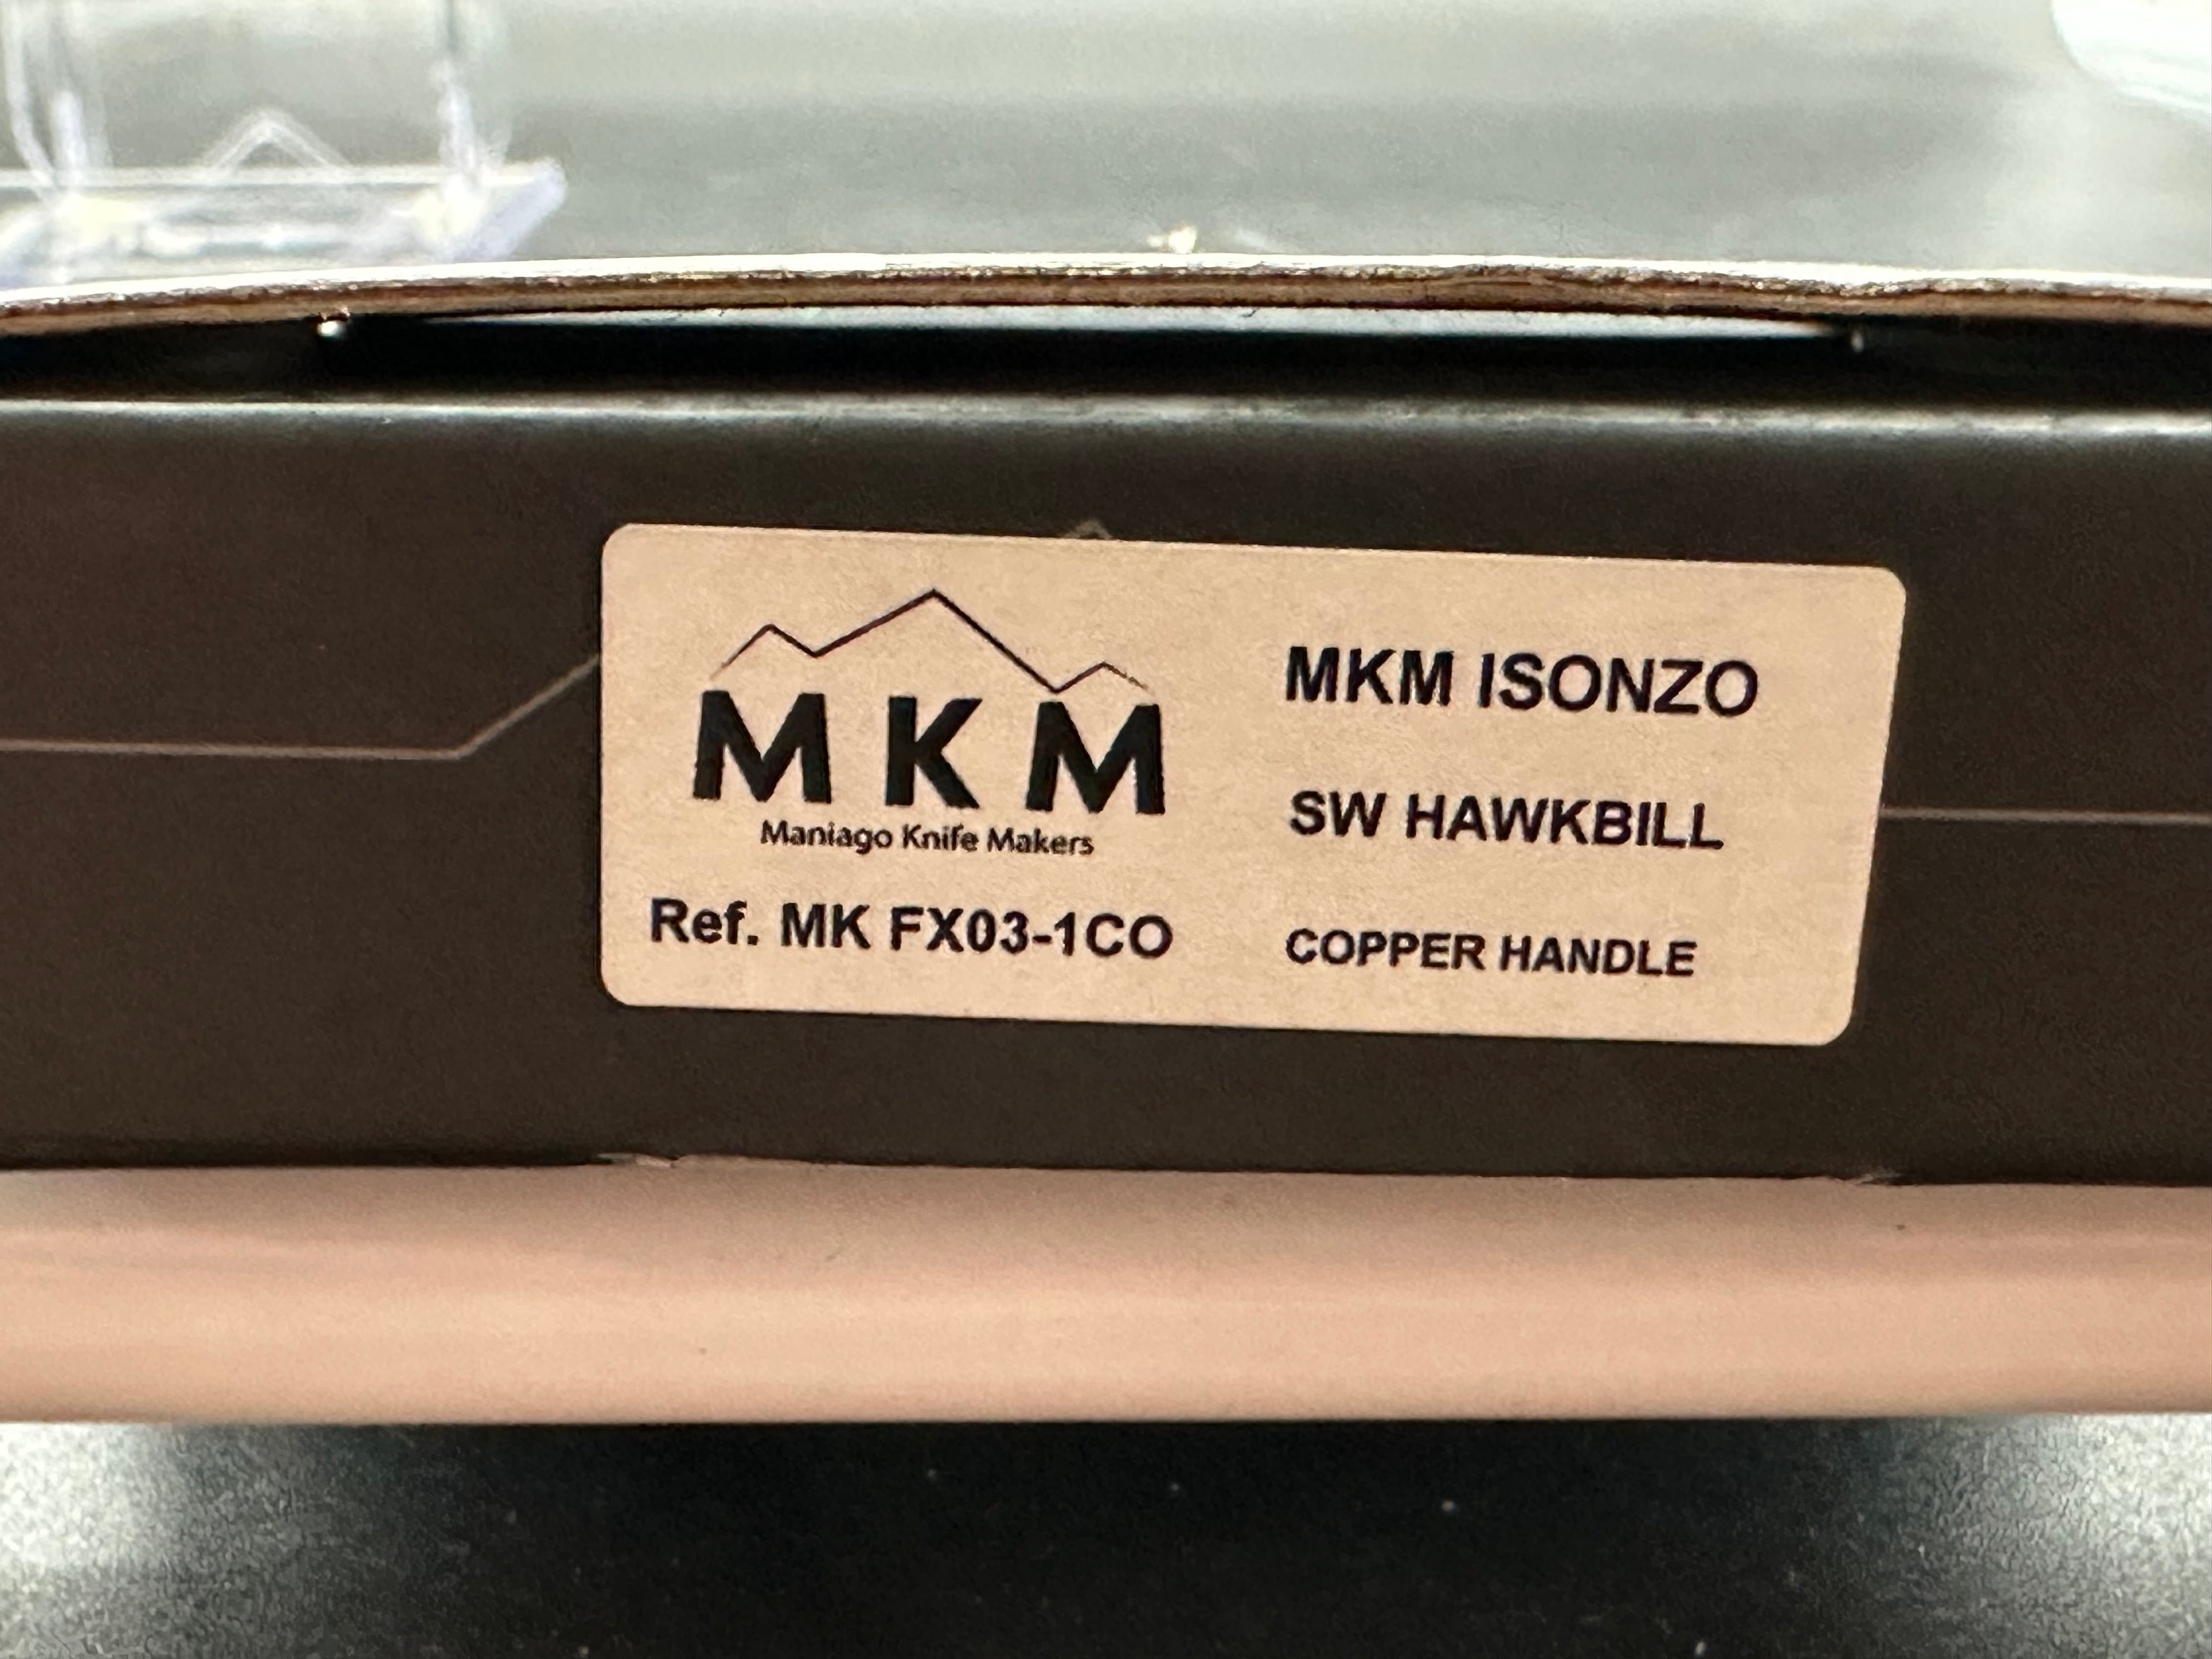 MKM
Maniago Knife Makers
Ref. MK FX03-1CO
MKM ISONZO
SW HAWKBILL
COPPER HANDLE